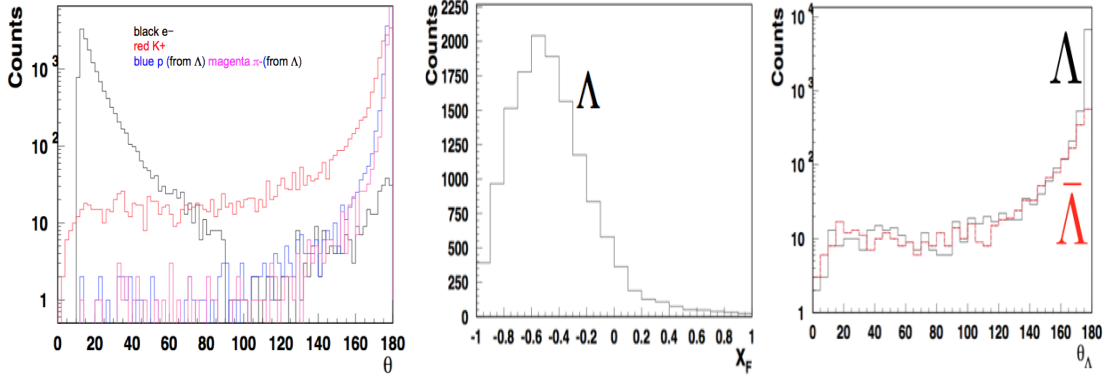 Counts
black e−
red K+
blue p (from Λ) magenta π-(from Λ)
10³
10²
10
1
0 20 40 60 80 100 120 140 160 180
θ
Counts
2250
2000
1750
1500
1250
1000
750
500
250
0
Λ
-1 -0.8 -0.6 -0.4 -0.2 0 0.2 0.4 0.6 0.8 1
X_F
Counts
10⁴
10³
10²
10
1
Λ
Λ̅
0 20 40 60 80 100 120 140 160 180
θ_Λ